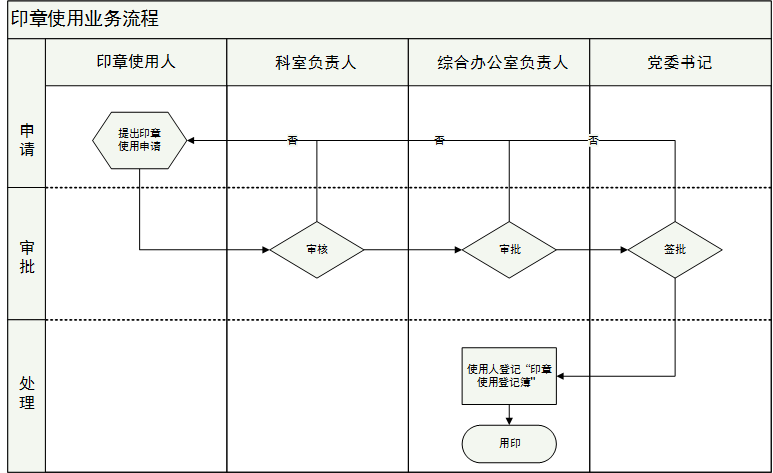 印章使用业务流程
印章使用人
科室负责人
综合办公室负责人
党委书记
申请
提出印章
使用申请
否
否
否
审批
审核
审批
签批
处理
使用人登记“印章
使用登记簿”
用印